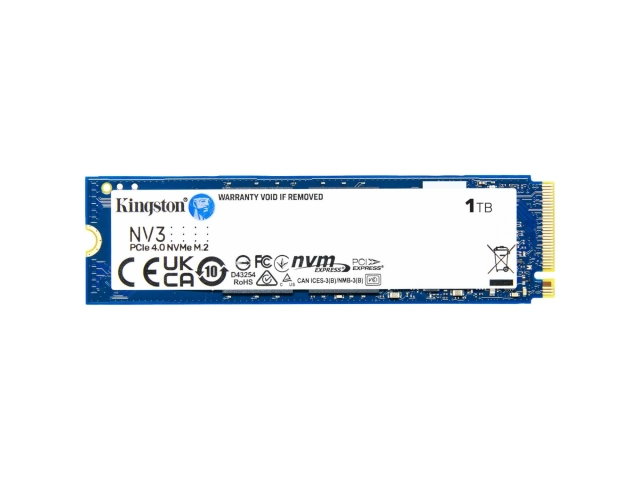 WARRANTY VOID IF REMOVED
Kingston
1TB
NV3
PCIe 4.0 NVMe M.2
CE UK CA 10 D43254 RoHS FC c us nvm EXPRESS PCI EXPRESS
CAN ICES-3(B)/NMB-3(B)